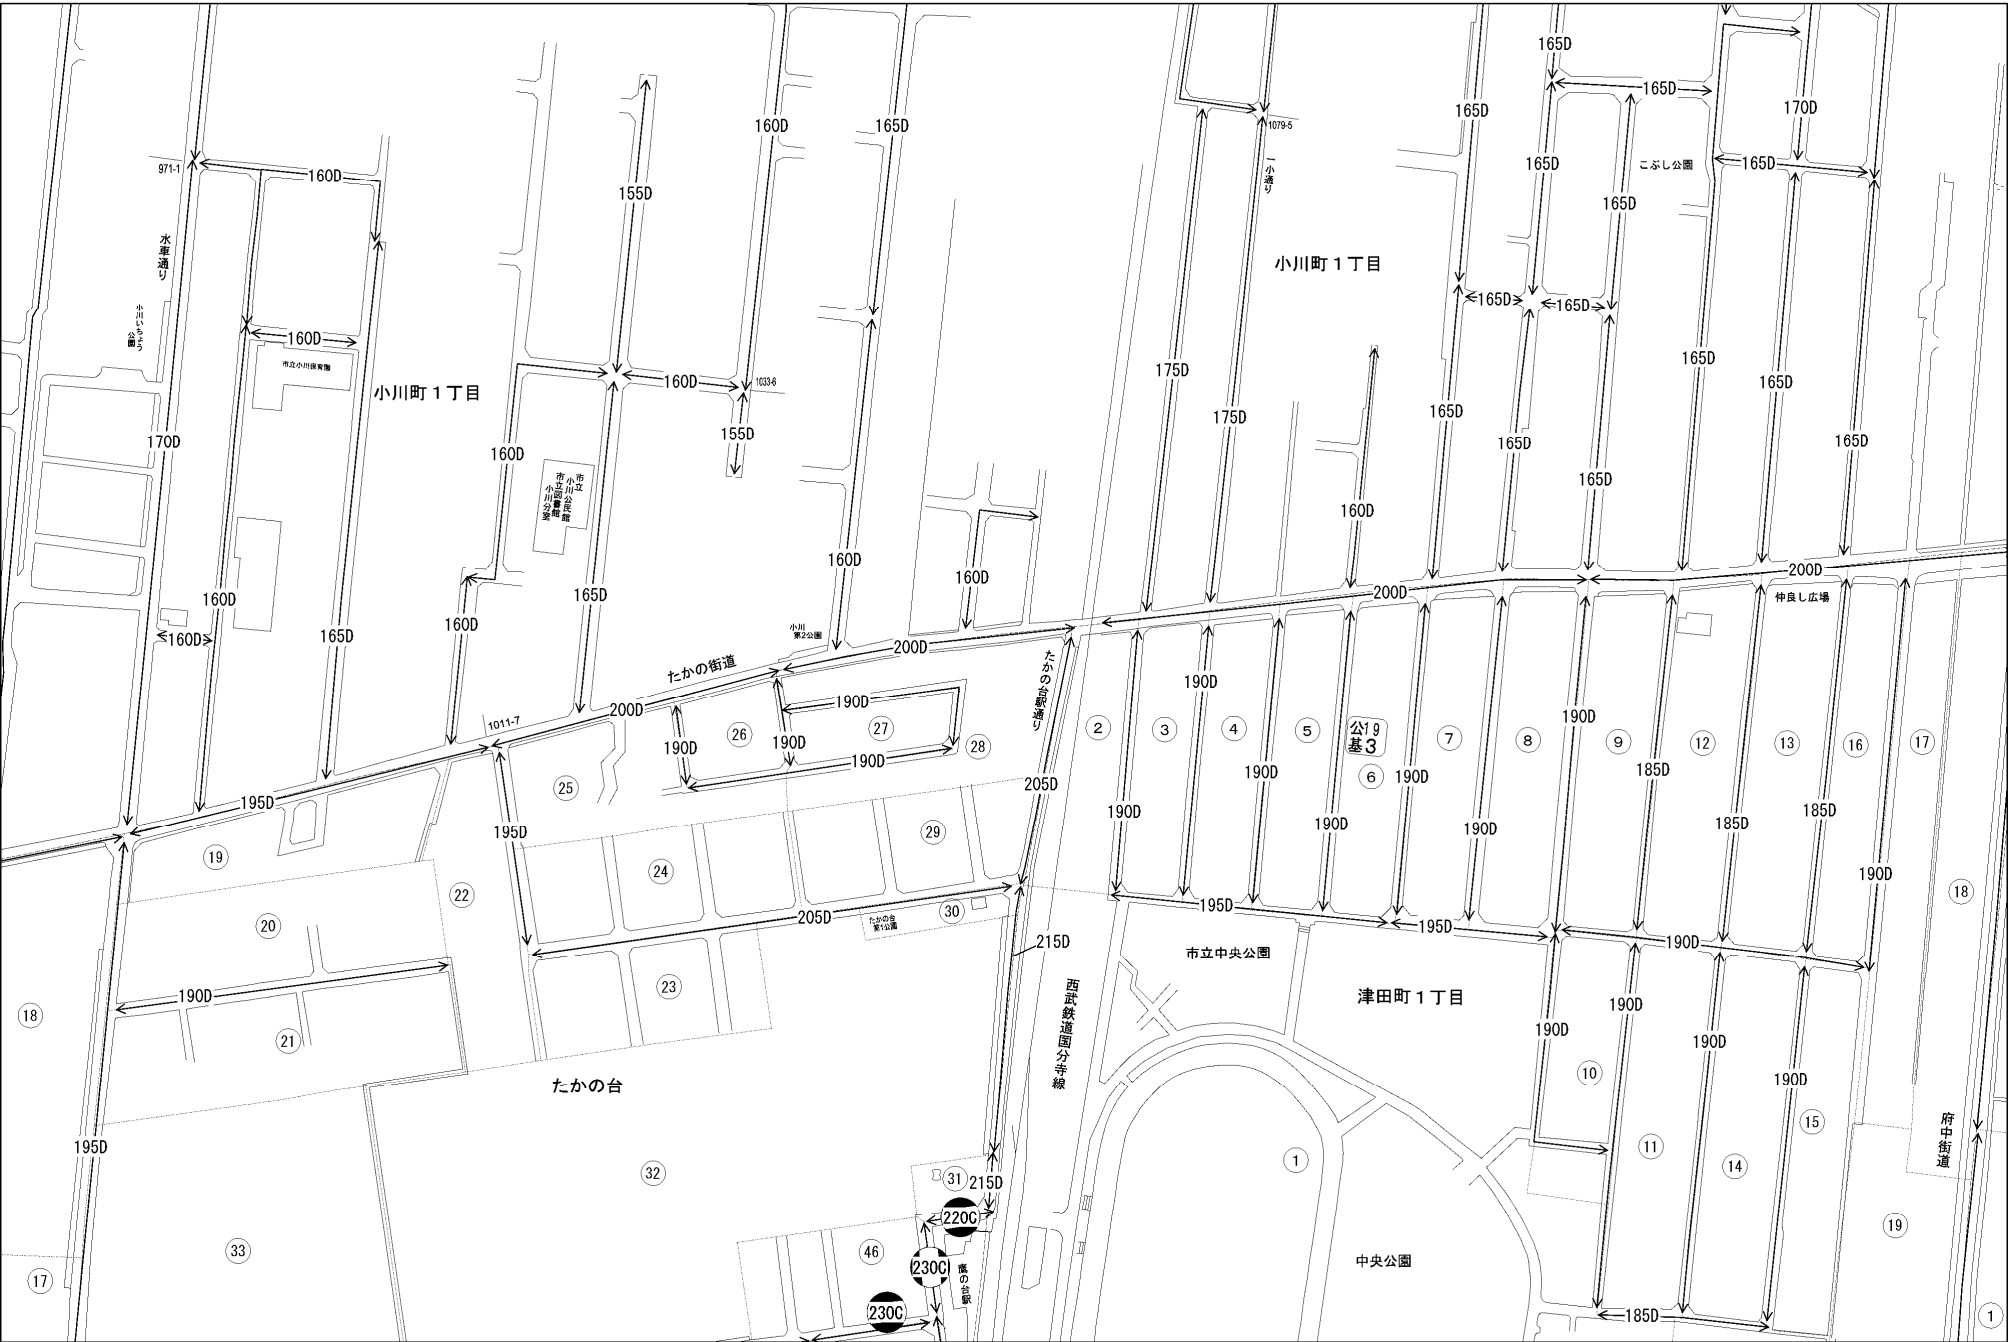 165D
165D
165D
170D
165D
160D
165D
1079-5
一小通り
165D
こぶし公園
165D
165D
971-1
160D
155D
水車通り
小川町１丁目
小川いちょう
公園
165D
165D
160D
市立小川保育園
小川町１丁目
160D
1033-6
175D
165D
165D
175D
165D
165D
165D
155D
170D
160D
市立
小川公民館
市立図書館
小川分室
165D
160D
160D
160D
200D
160D
165D
200D
仲良し広場
160D
165D
160D
小川
第2公園
200D
たかの街道
たかの台駅通り
190D
190D
200D
1011-7
190D
190D
27
26
28
190D
190D
2
3
4
5
公19
基3
6
7
8
190D
9
12
13
16
17
25
205D
190D
190D
190D
185D
195D
195D
190D
190D
190D
185D
185D
19
24
29
22
190D
18
20
205D
たかの台
第1公園
30
195D
195D
190D
215D
市立中央公園
190D
18
21
23
西武鉄道国分寺線
津田町１丁目
190D
190D
190D
たかの台
10
190D
15
195D
32
31
215D
1
11
14
府中街道
220C
33
46
230C
鷹の台駅
中央公園
19
17
230C
185D
1